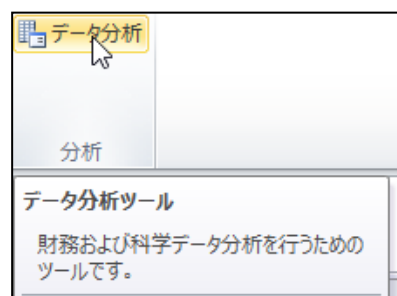 データ分析
分析
データ分析ツール
財務および科学データ分析を行うための
ツールです。